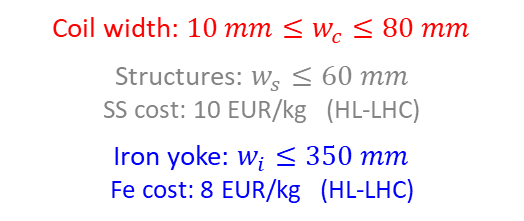 Coil width: 10 mm ≤ w_c ≤ 80 mm
Structures: w_s ≤ 60 mm
SS cost: 10 EUR/kg (HL-LHC)
Iron yoke: w_i ≤ 350 mm
Fe cost: 8 EUR/kg (HL-LHC)